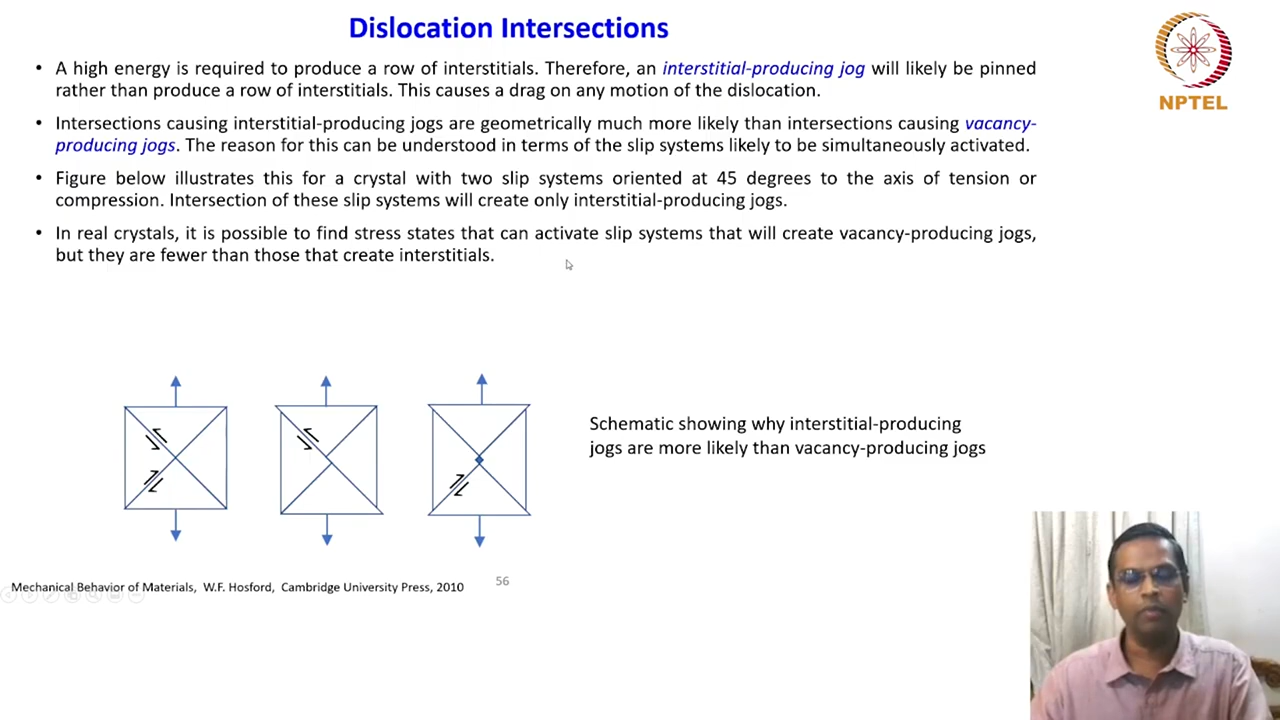 Dislocation Intersections
• A high energy is required to produce a row of interstitials. Therefore, an interstitial-producing jog will likely be pinned
rather than produce a row of interstitials. This causes a drag on any motion of the dislocation.
• Intersections causing interstitial-producing jogs are geometrically much more likely than intersections causing vacancy-
producing jogs. The reason for this can be understood in terms of the slip systems likely to be simultaneously activated.
• Figure below illustrates this for a crystal with two slip systems oriented at 45 degrees to the axis of tension or
compression. Intersection of these slip systems will create only interstitial-producing jogs.
• In real crystals, it is possible to find stress states that can activate slip systems that will create vacancy-producing jogs,
but they are fewer than those that create interstitials.
NPTEL
Schematic showing why interstitial-producing
jogs are more likely than vacancy-producing jogs
Mechanical Behavior of Materials, W.F. Hosford, Cambridge University Press, 2010
56